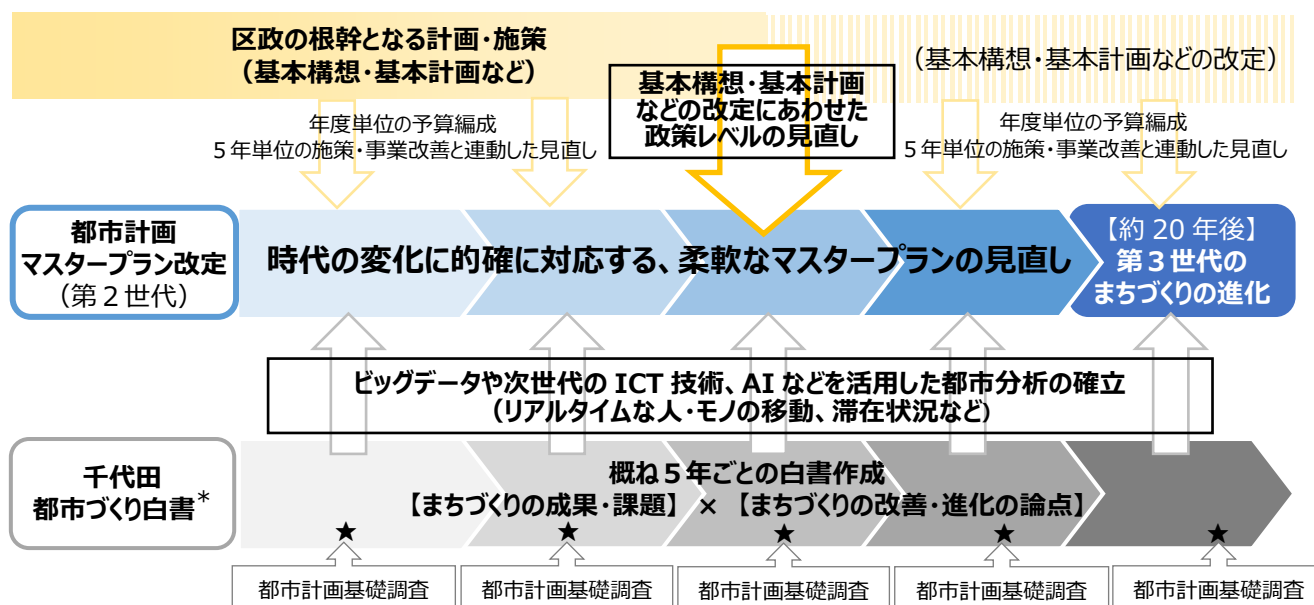 区政の根幹となる計画・施策
（基本構想・基本計画など）
（基本構想・基本計画などの改定）
基本構想・基本計画
などの改定にあわせた
政策レベルの見直し
年度単位の予算編成
５年単位の施策・事業改善と連動した見直し
年度単位の予算編成
５年単位の施策・事業改善と連動した見直し
都市計画
マスタープラン改定
（第２世代）
時代の変化に的確に対応する、柔軟なマスタープランの見直し
【約 20 年後】
第３世代の
まちづくりの進化
ビッグデータや次世代の ICT 技術、AI などを活用した都市分析の確立
（リアルタイムな人・モノの移動、滞在状況など）
千代田
都市づくり白書*
概ね５年ごとの白書作成
【まちづくりの成果・課題】 × 【まちづくりの改善・進化の論点】
★ ★ ★ ★ ★
都市計画基礎調査
都市計画基礎調査
都市計画基礎調査
都市計画基礎調査
都市計画基礎調査